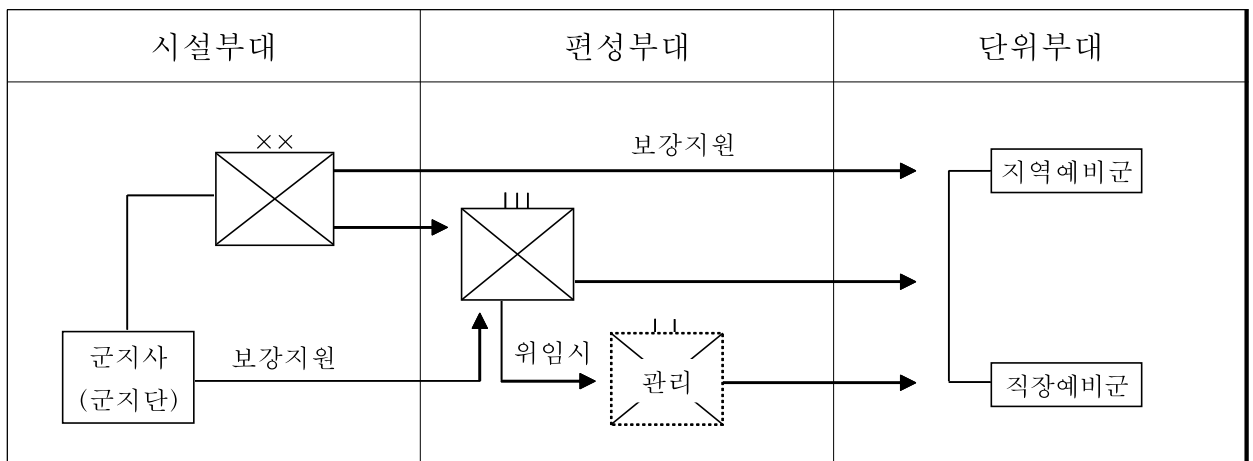 시설부대
편성부대
단위부대
××
보강지원
지역예비군
군지사
(군지단)
보강지원
위임시
관리
직장예비군